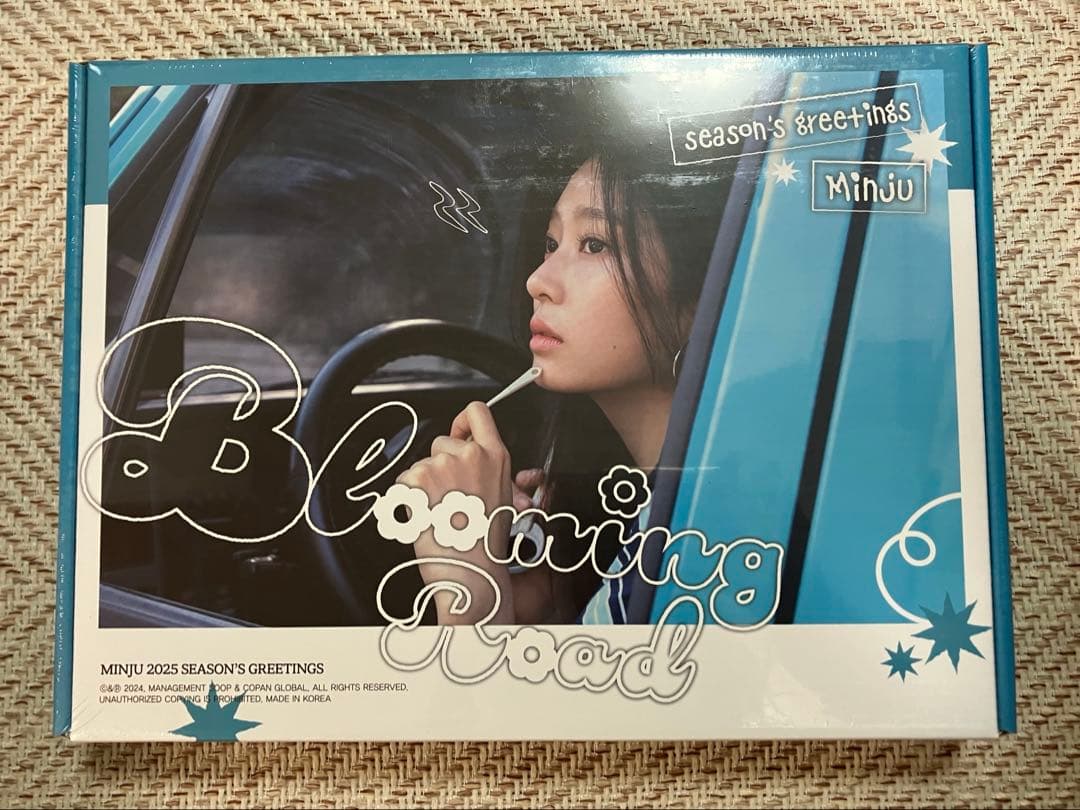 season's greetings
Minju
Blooming
Road
MINJU 2025 SEASON'S GREETINGS
©&℗ 2024, MANAGEMENT SOOP & COPAN GLOBAL, ALL RIGHTS RESERVED,
UNAUTHORIZED COPYING IS PROHIBITED, MADE IN KOREA